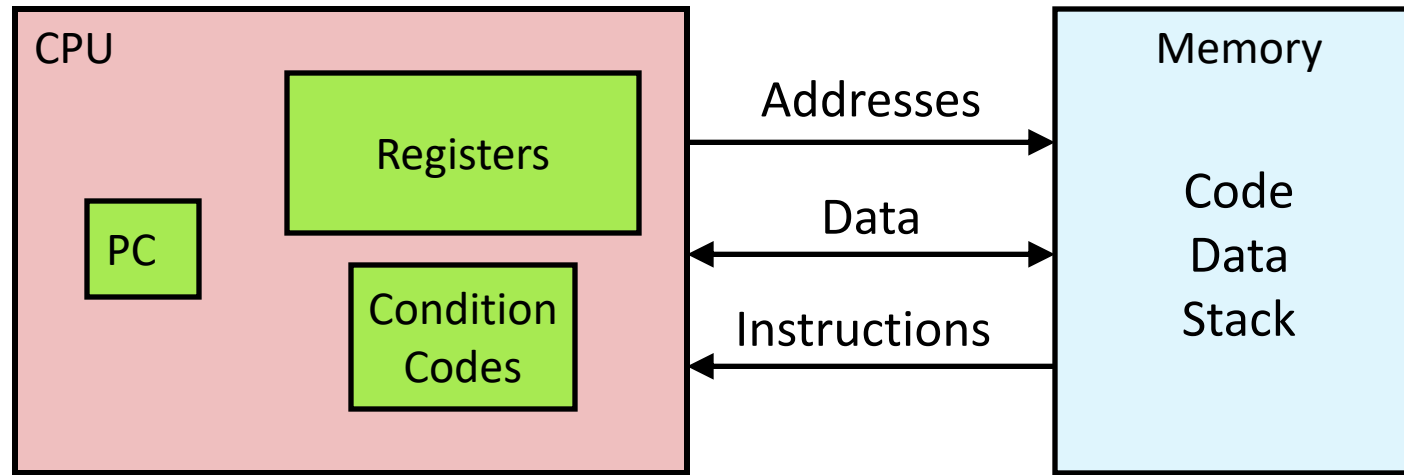 CPU
Registers
PC
Condition
Codes
Addresses
Data
Instructions
Memory
Code
Data
Stack